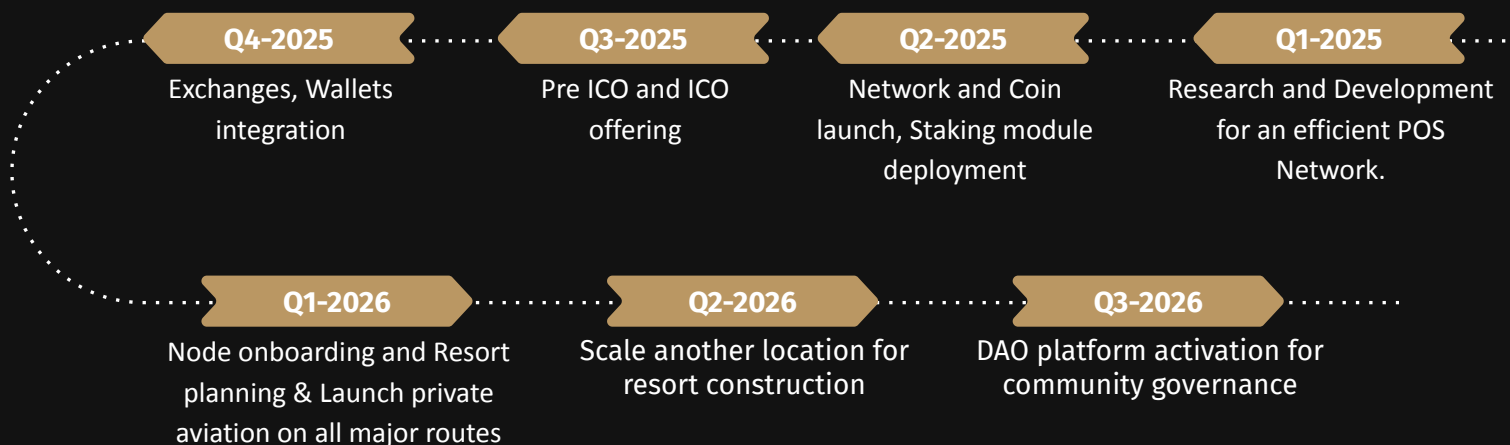 Q4-2025
Exchanges, Wallets
integration
Q3-2025
Pre ICO and ICO
offering
Q2-2025
Network and Coin
launch, Staking module
deployment
Q1-2025
Research and Development
for an efficient POS
Network.
Q1-2026
Node onboarding and Resort
planning & Launch private
aviation on all major routes
Q2-2026
Scale another location for
resort construction
Q3-2026
DAO platform activation for
community governance